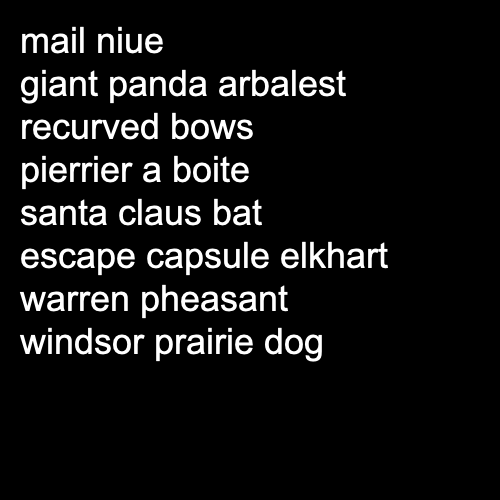 mail niue
giant panda arbalest
recurved bows
pierrier a boite
santa claus bat
escape capsule elkhart
warren pheasant
windsor prairie dog